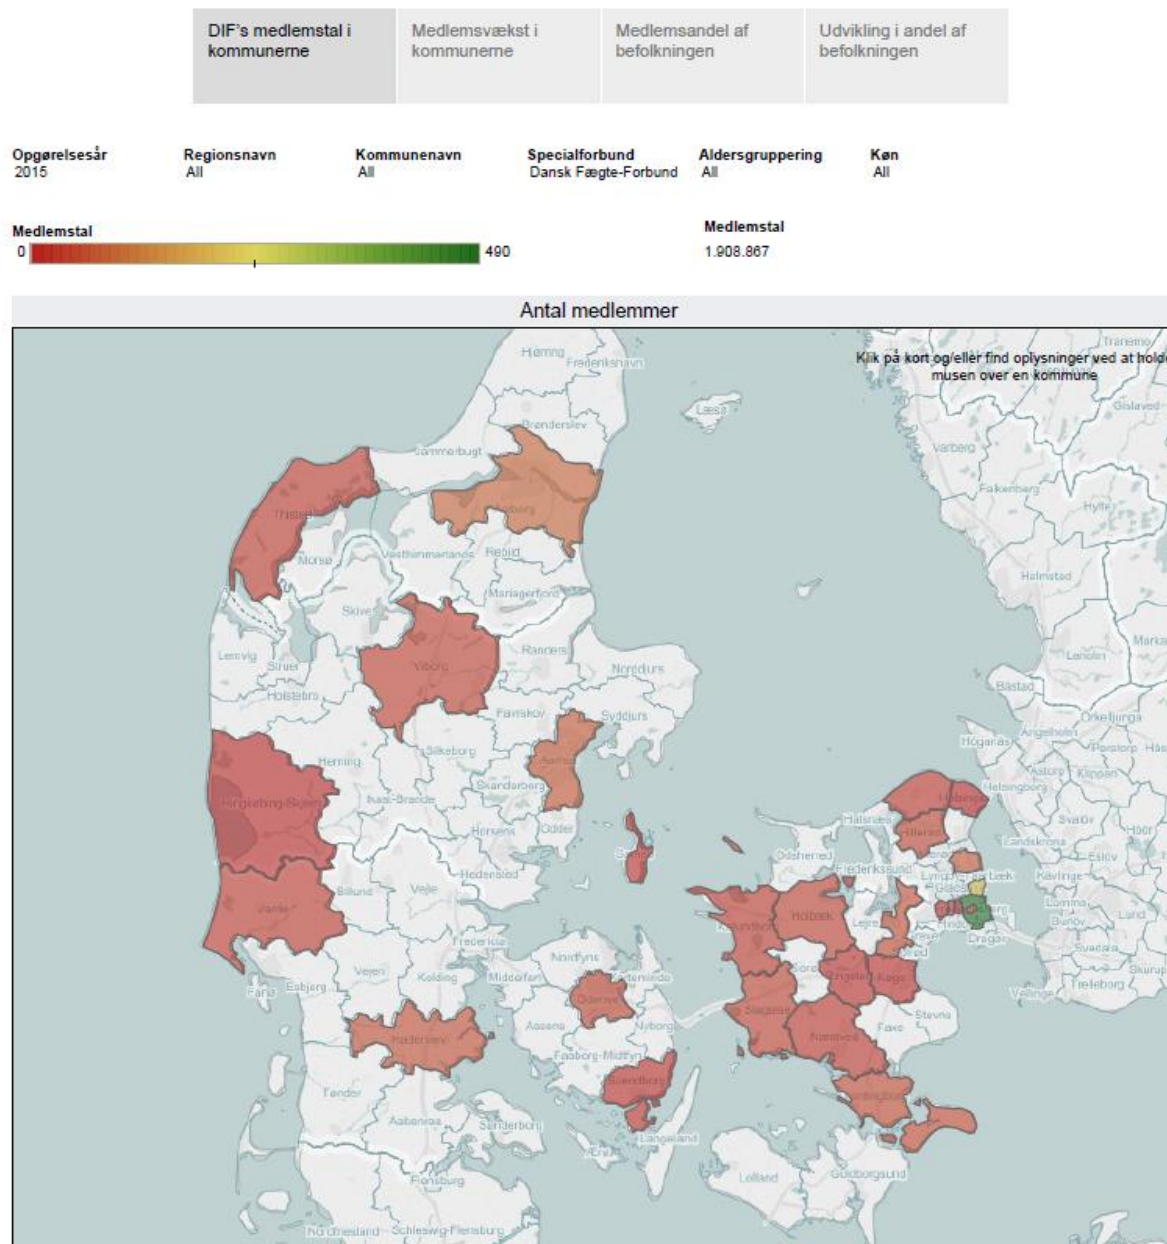 DIF's medlemstal i kommunerne
Medlemsvækst i kommunerne
Medlemsandel af befolkningen
Udvikling i andel af befolkningen
Opgørelsesår Regionsnavn Kommunenavn Specialforbund Aldersgruppering Køn
2015 All All Dansk Fægte-Forbund All All
Medlemstal
0 490
Medlemstal
1.908.867
Antal medlemmer
Klik på kort og/eller find oplysninger ved at holde
musen over en kommune
Hjørring
Frederikshavn
Tranemo
Læsø
Gislaved
Brønderslev
Jammerbugt
Varberg
Falkenberg
Hylte
Thisted
Morsø
Vesthimmerlands
Rebild
Halmstad
Mariagerfjord
Skive
Lemvig
Struer
Viborg
Randers
Norddjurs
Laholm
Holstebro
Båstad
Favrskov
Syddjurs
Örkelljunga
Ängelholm
Höganäs
Perstorp
Silkeborg
Herning
Aarhus
Åstorp
Klippan
Helsingborg
Skanderborg
Ikast-Brande
Ringkøbing-Skjern
Svalöv
Höör
Halsnæs
Hillerød
Horsens
Odder
Landskrona
Eslöv
Odsherred
Frederikssund
Hedensted
Kävlinge
Billund
Vejle
Lomma
Lund
Varde
Holbæk
Lejre
Dragør
Svedala
Fredericia
Nordfyns
Skurup
Vejen
Kolding
Middelfart
Kerteminde
Ringsted
Køge
Trelleborg
Vellinge
Fanø
Esbjerg
Odense
Slagelse
Stevns
Faxe
Assens
Nyborg
Næstved
Haderslev
Faaborg-Midtfyn
Svendborg
Tønder
Aabenraa
Sønderborg
Langeland
Ærø
Lolland
Guldborgsund
Flensburg
Nordfriesland
Schleswig-Flensburg